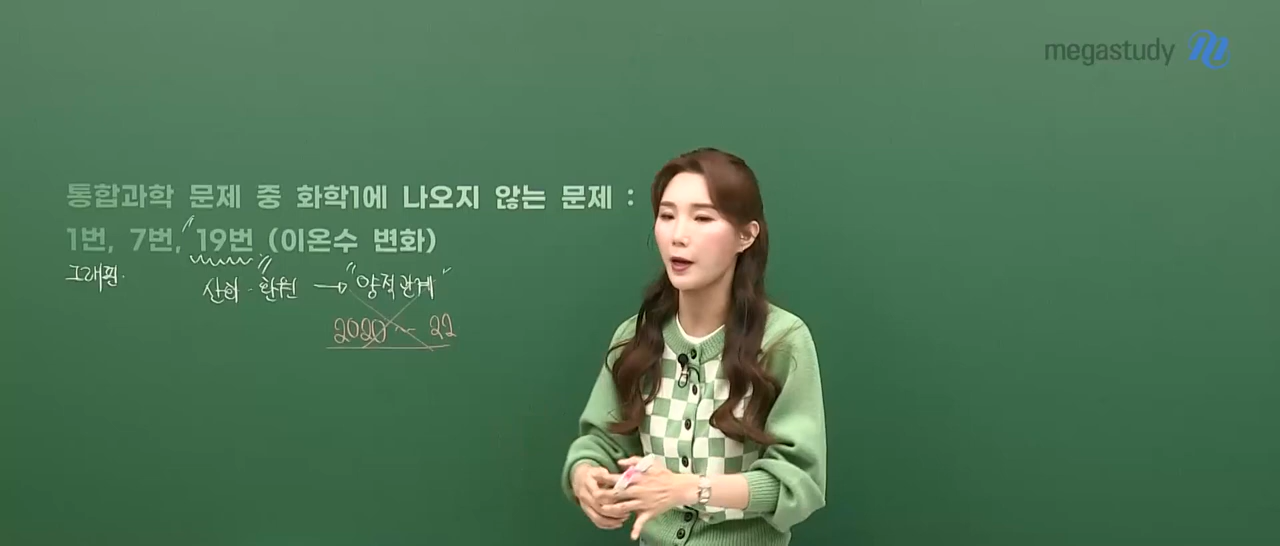 megastudy
통합과학 문제 중 화학1에 나오지 않는 문제 :
1번, 7번, 19번 (이온수 변화)
그래핀.
산화·환원 → "양적관계"
2020 ~ 22